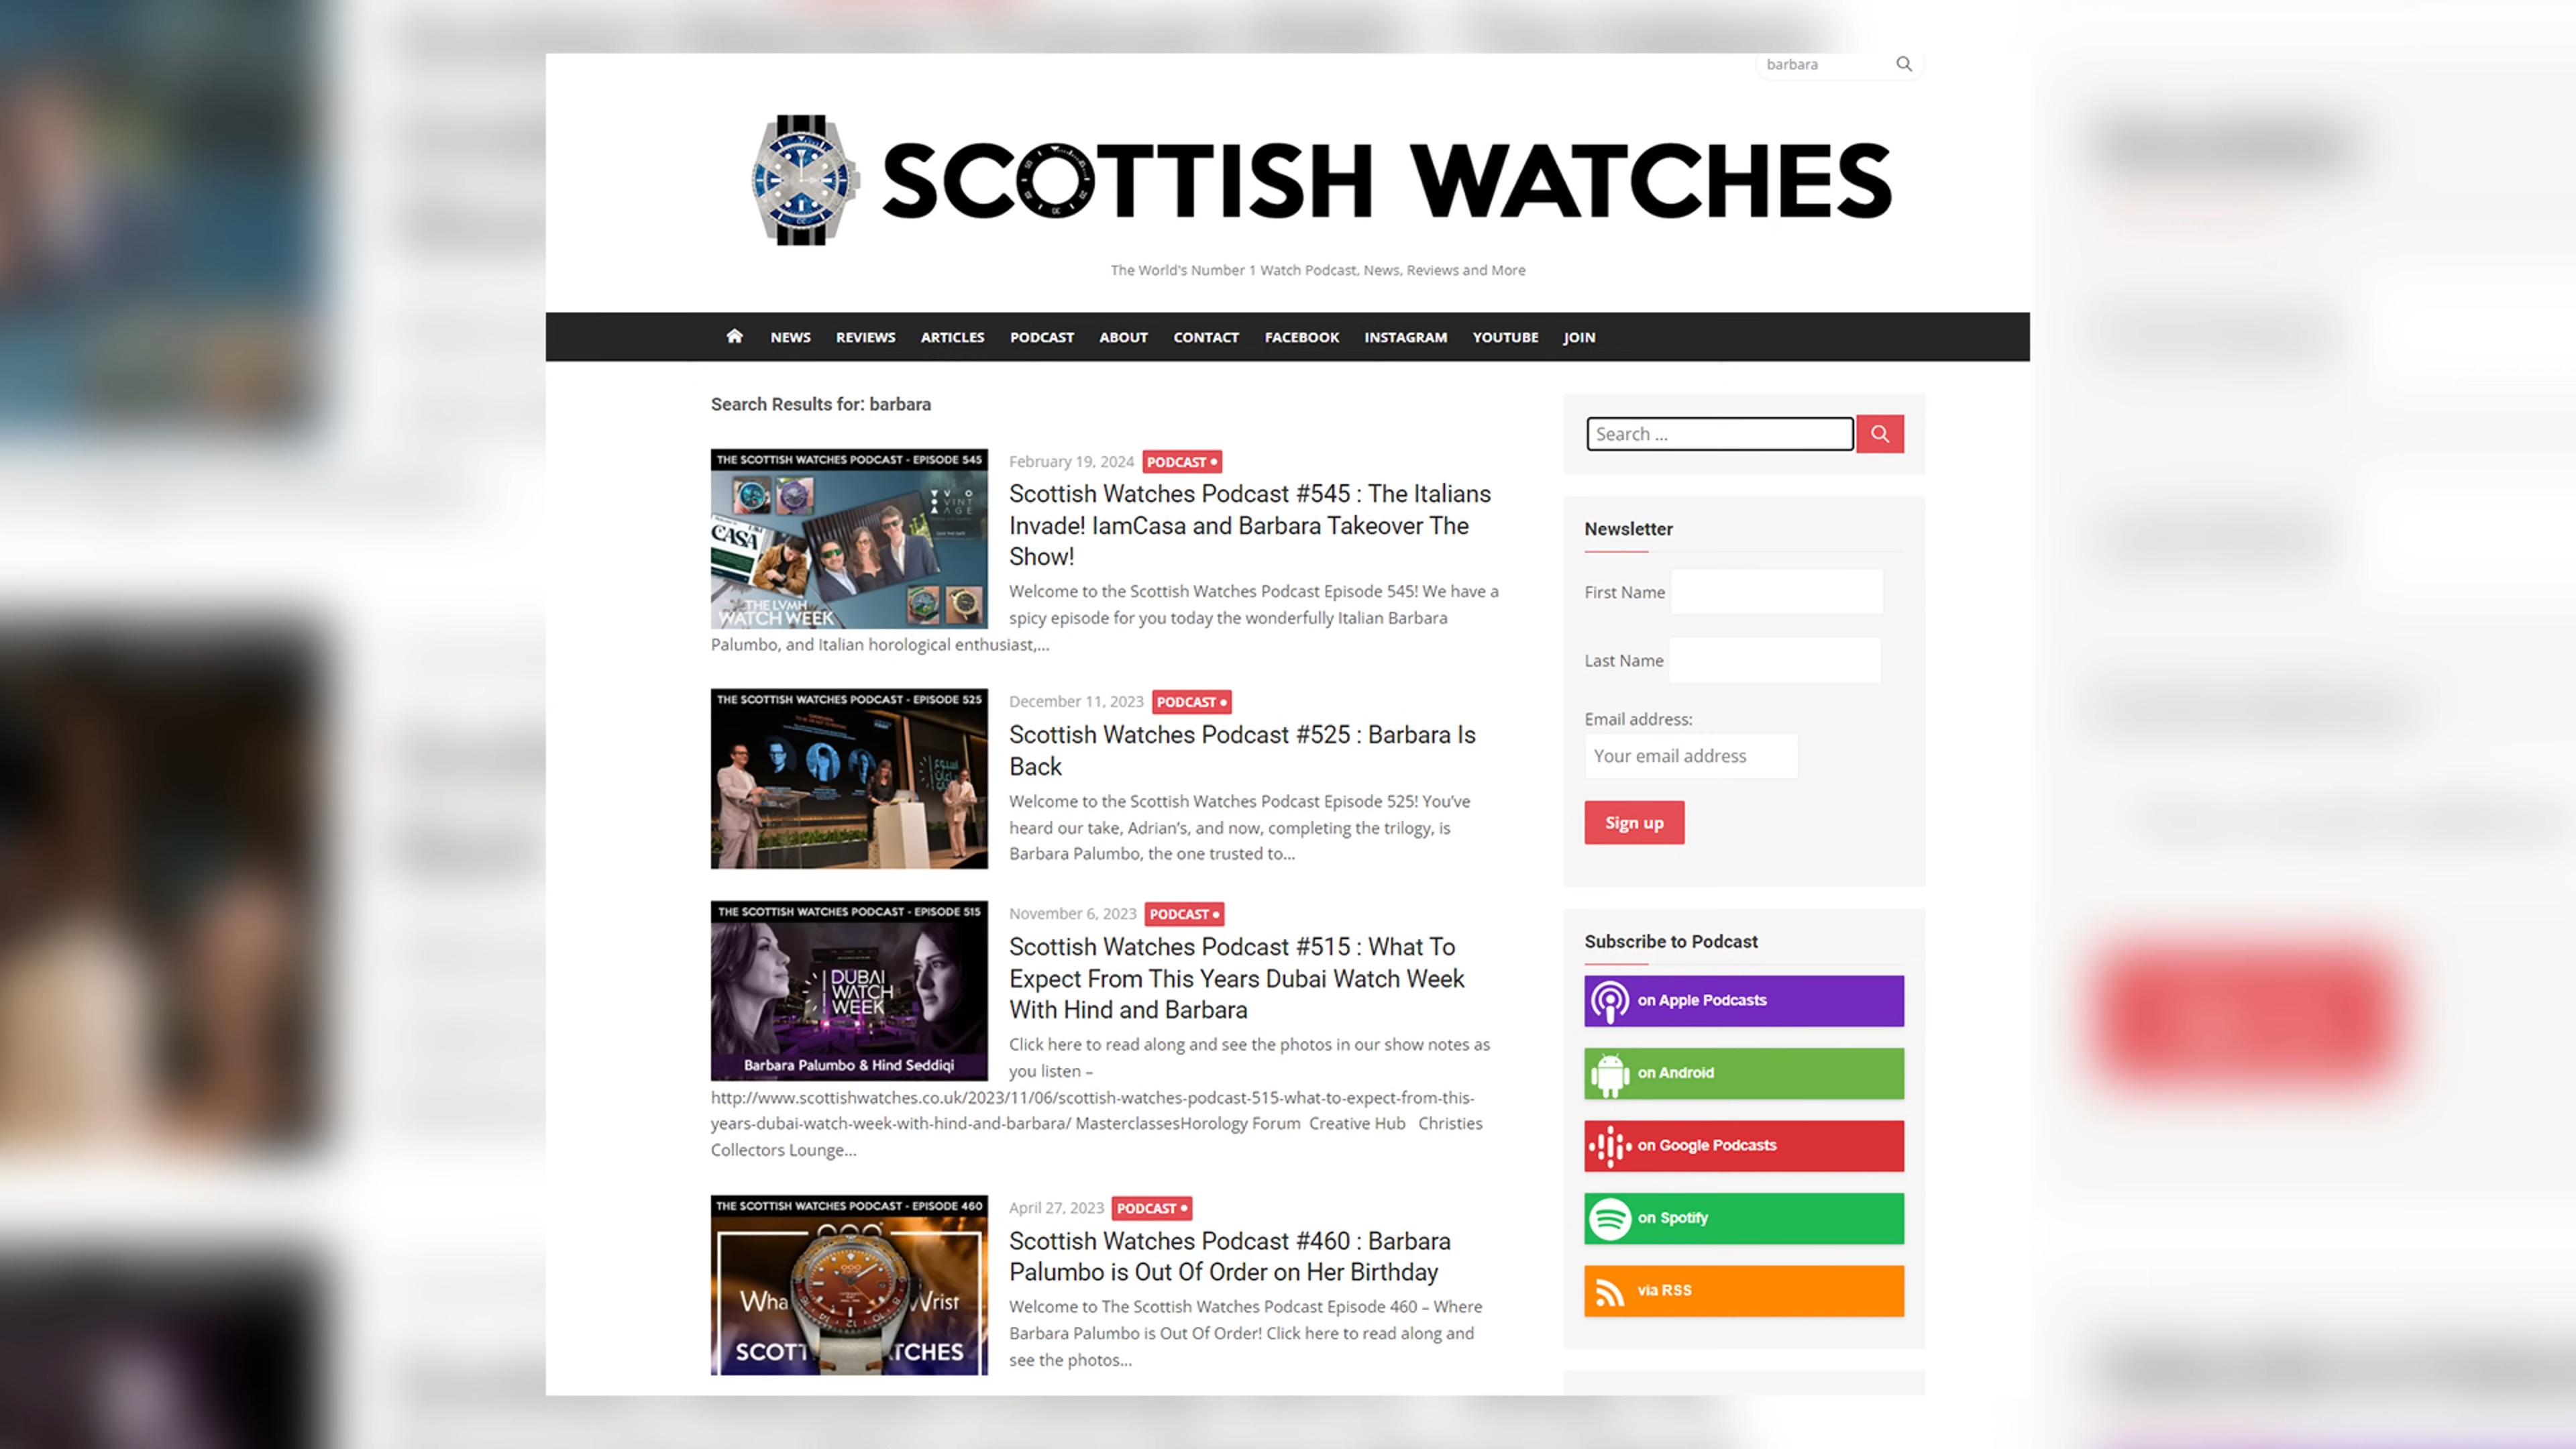 barbara
SCOTTISH WATCHES
The World's Number 1 Watch Podcast, News, Reviews and More
NEWS REVIEWS ARTICLES PODCAST ABOUT CONTACT FACEBOOK INSTAGRAM YOUTUBE JOIN
Search Results for: barbara
THE SCOTTISH WATCHES PODCAST - EPISODE 545
CASA
THE LVMH
WATCH WEEK
February 19, 2024 PODCAST
Scottish Watches Podcast #545 : The Italians
Invade! IamCasa and Barbara Takeover The
Show!
Welcome to the Scottish Watches Podcast Episode 545! We have a
spicy episode for you today the wonderfully Italian Barbara
Palumbo, and Italian horological enthusiast,...
THE SCOTTISH WATCHES PODCAST - EPISODE 525
December 11, 2023 PODCAST
Scottish Watches Podcast #525 : Barbara Is
Back
Welcome to the Scottish Watches Podcast Episode 525! You've
heard our take, Adrian's, and now, completing the trilogy, is
Barbara Palumbo, the one trusted to...
THE SCOTTISH WATCHES PODCAST - EPISODE 515
DUBAI
WATCH
WEEK
Barbara Palumbo & Hind Seddiqi
November 6, 2023 PODCAST
Scottish Watches Podcast #515 : What To
Expect From This Years Dubai Watch Week
With Hind and Barbara
Click here to read along and see the photos in our show notes as
you listen –
http://www.scottishwatches.co.uk/2023/11/06/scottish-watches-podcast-515-what-to-expect-from-this-
years-dubai-watch-week-with-hind-and-barbara/ MasterclassesHorology Forum Creative Hub Christies
Collectors Lounge...
THE SCOTTISH WATCHES PODCAST - EPISODE 460
Wha Wrist
SCOTT TCHES
April 27, 2023 PODCAST
Scottish Watches Podcast #460 : Barbara
Palumbo is Out Of Order on Her Birthday
Welcome to The Scottish Watches Podcast Episode 460 – Where
Barbara Palumbo is Out Of Order! Click here to read along and
see the photos...
Search ...
Newsletter
First Name
Last Name
Email address:
Your email address
Sign up
Subscribe to Podcast
on Apple Podcasts
on Android
on Google Podcasts
on Spotify
via RSS